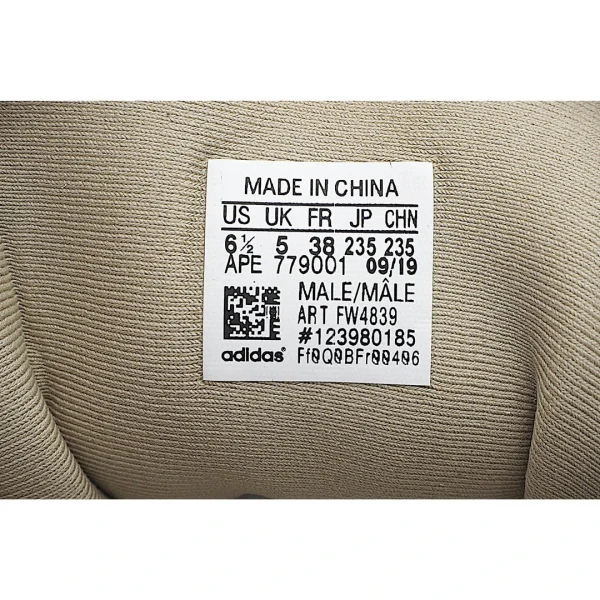 MADE IN CHINA
US UK FR JP CHN
6½ 5 38 235 235
APE 779001 09/19
MALE/MÂLE
ART FW4839
#123980185
adidas® Ff0Q0BFr00406